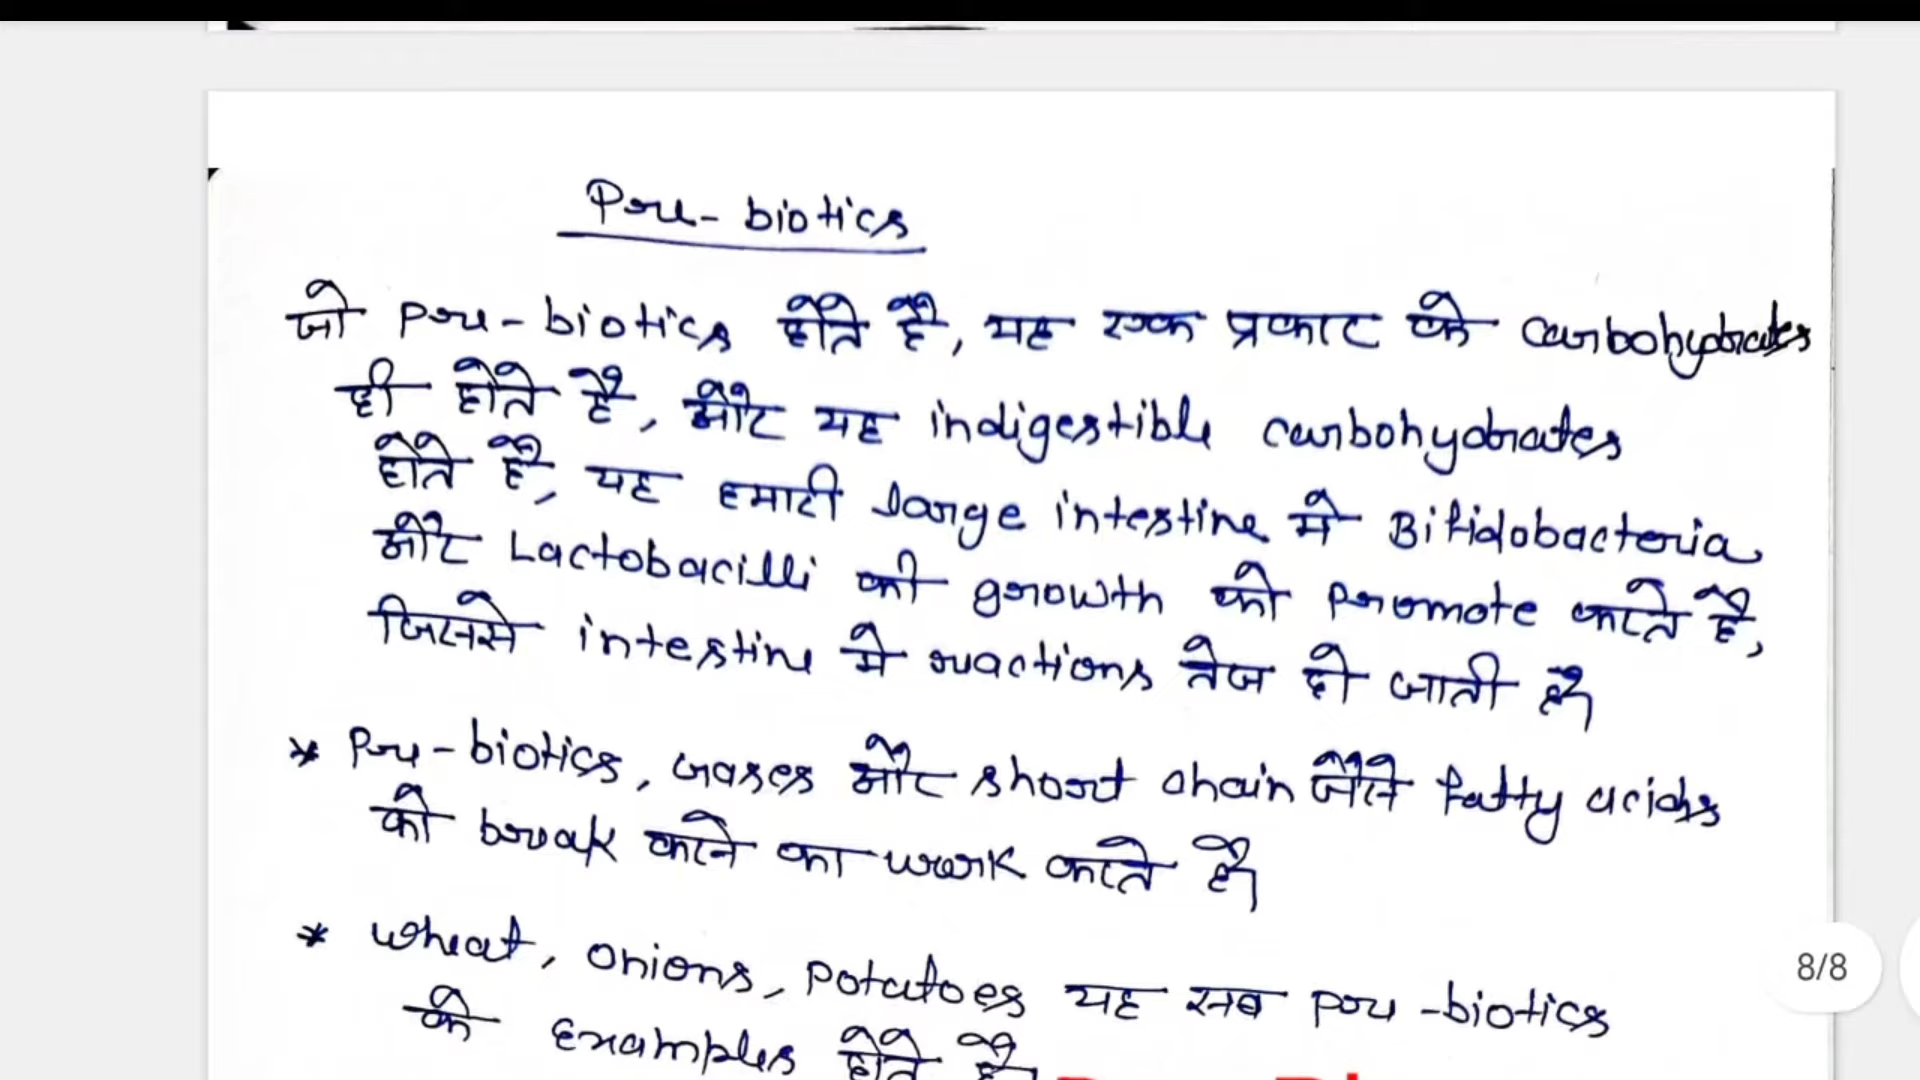 Pre-biotics
जो Pre-biotics होते है, यह एक प्रकार के carbohydrates
ही होते है, और यह indigestible carbohydrates
होते है, यह हमारी large intestine मे Bifidobacteria
और Lactobacilli की growth को promote करते है,
जिससे intestine मे reactions तेज हो जाती है।
* Pre-biotics, gases और short chain जैसे fatty acids
को break करने का work करते है।
* wheat, onions, potatoes यह सब pre-biotics
के examples होते है।
8/8